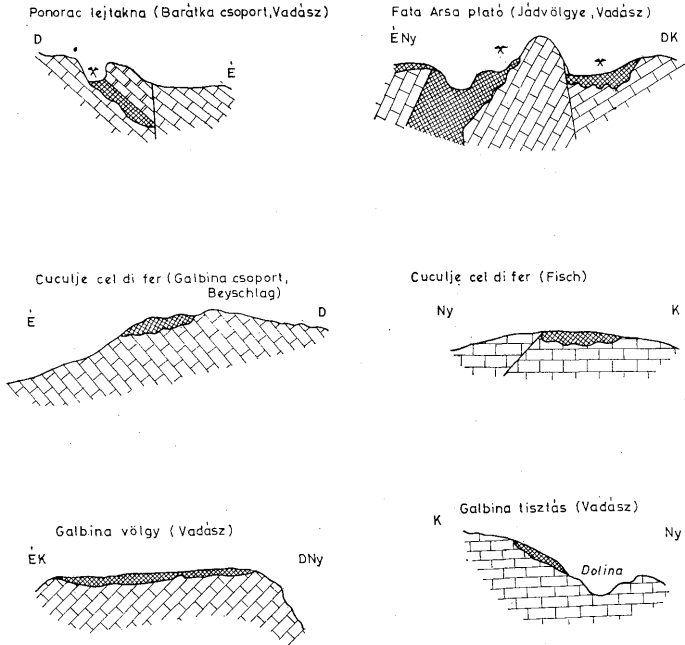 Ponorac lejtakna (Barátka csoport, Vadász)
D
É
Fata Arsa plató (Jádvölgye, Vadász)
ÉNy
DK
Cuculje cel di fer (Galbina csoport,
Beyschlag)
É
D
Cuculje cel di fer (Fisch)
Ny
K
Galbina völgy (Vadász)
ÉK
DNy
Galbina tisztás (Vadász)
K
Ny
Dolina